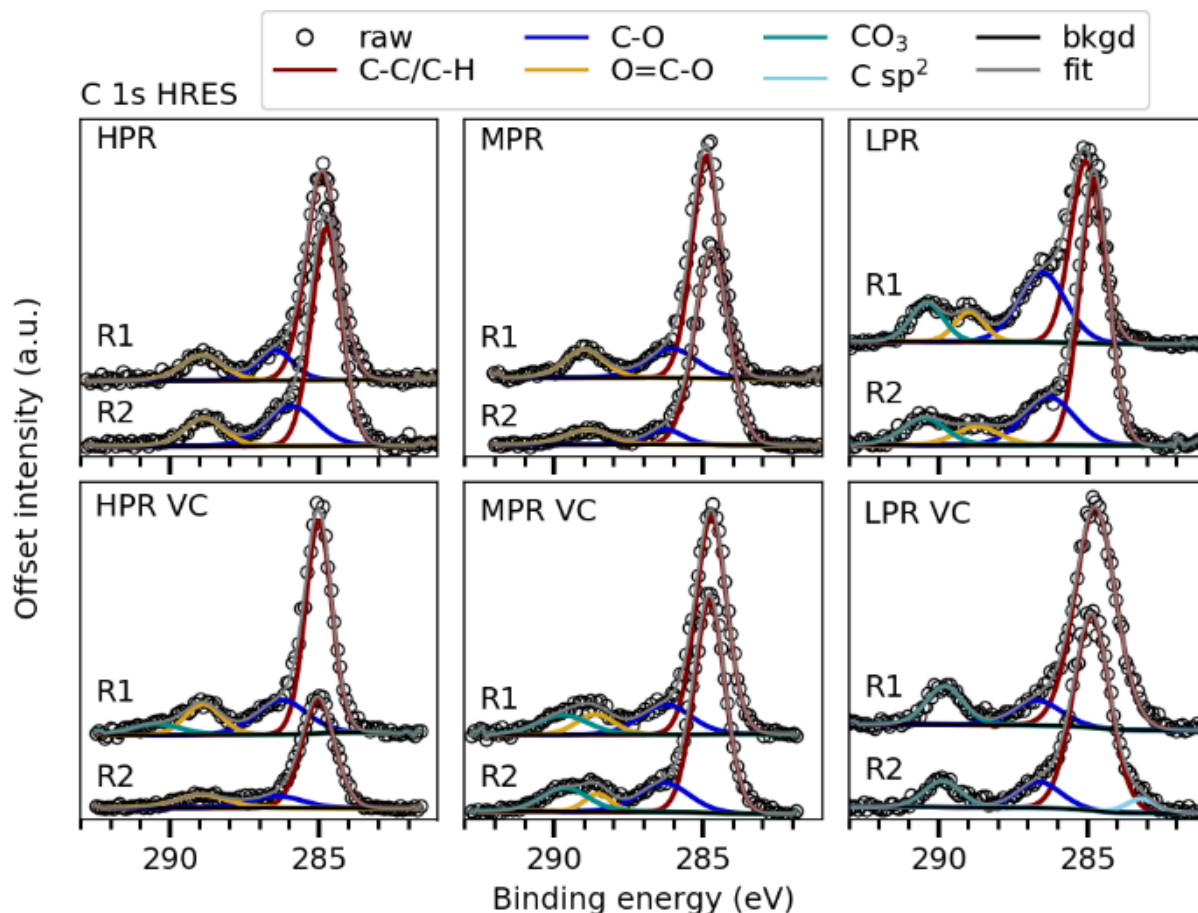 raw C-O CO₃ bkgd
C-C/C-H O=C-O C sp² fit
C 1s HRES
HPR MPR LPR
R1 R1 R1
R2 R2 R2
HPR VC MPR VC LPR VC
R1 R1 R1
R2 R2 R2
290 285 290 285 290 285
Offset intensity (a.u.)
Binding energy (eV)